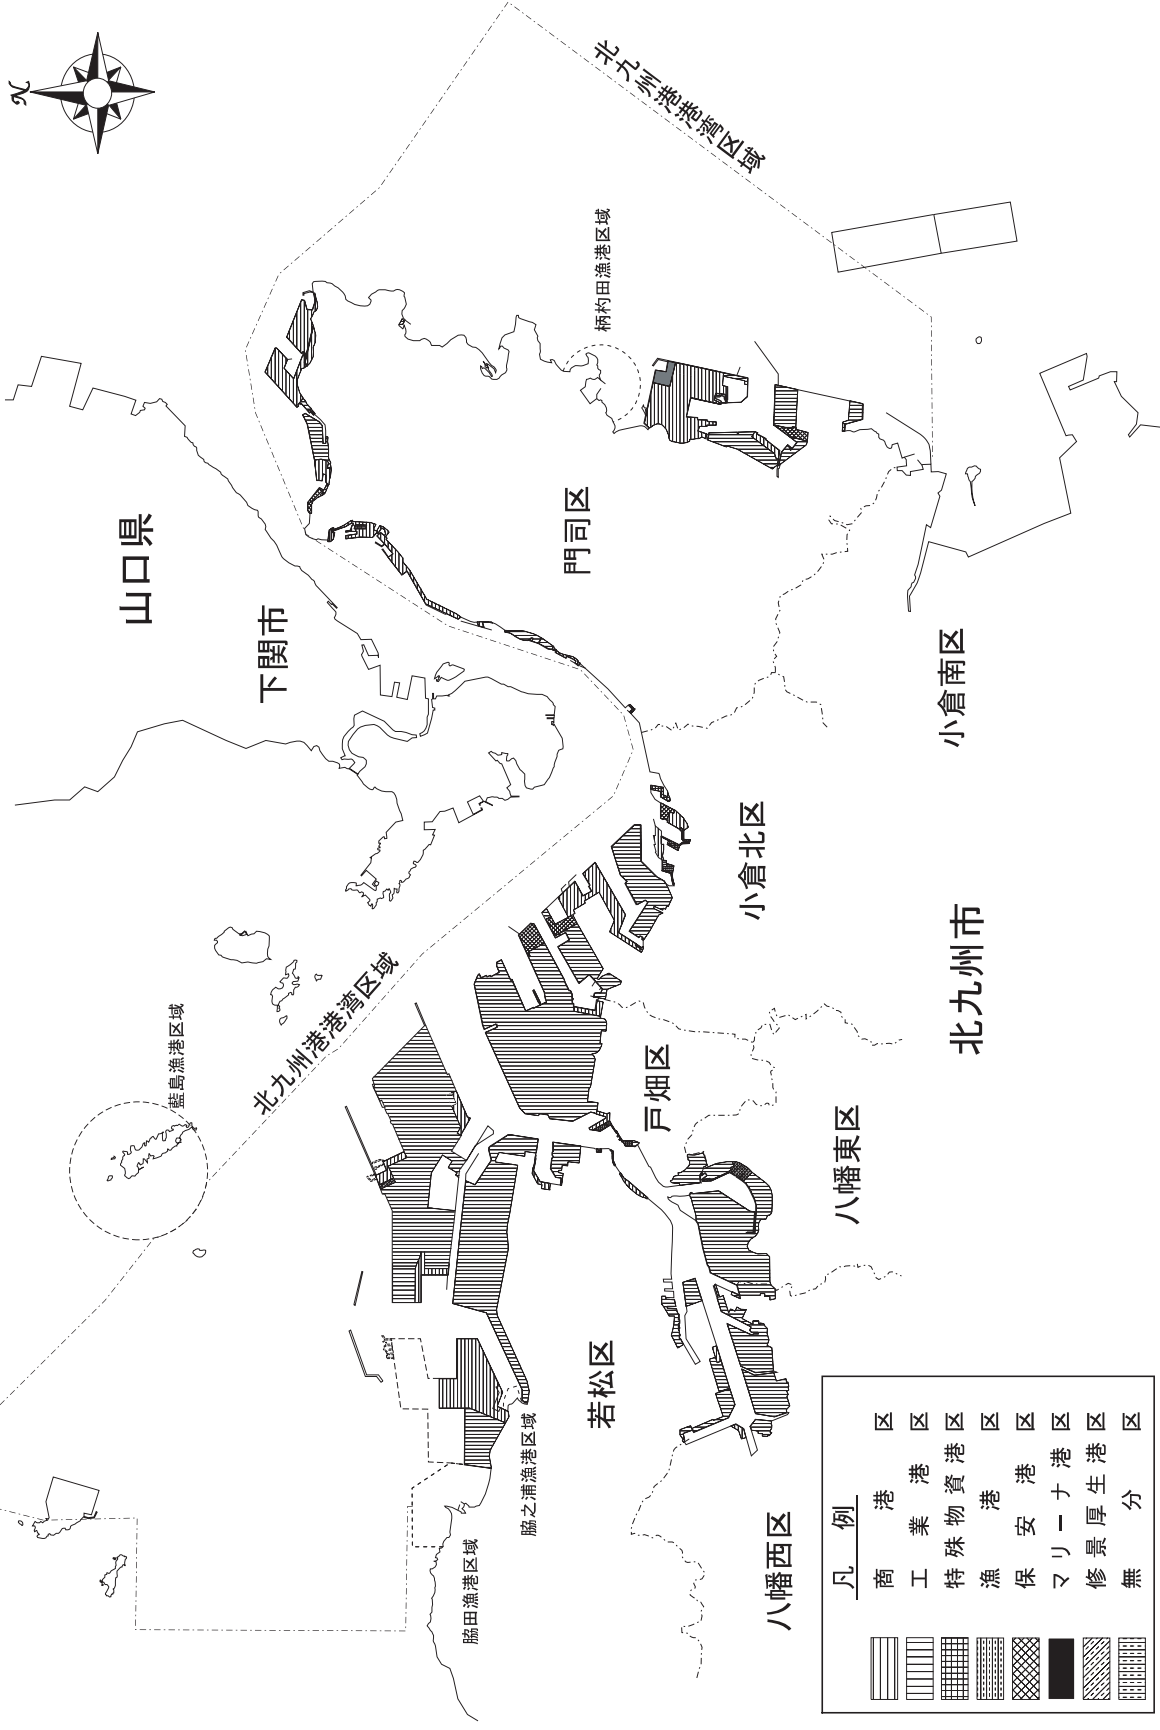 N
北九州港港湾区域
山口県
下関市
柄杓田漁港区域
門司区
小倉南区
小倉北区
北九州市
藍島漁港区域
北九州港港湾区域
戸畑区
八幡東区
若松区
脇之浦漁港区域
脇田漁港区域
八幡西区
凡例
商港区
工業港区
特殊物資港区
漁港区
保安港区
マリーナ港区
修景厚生港区
無分区